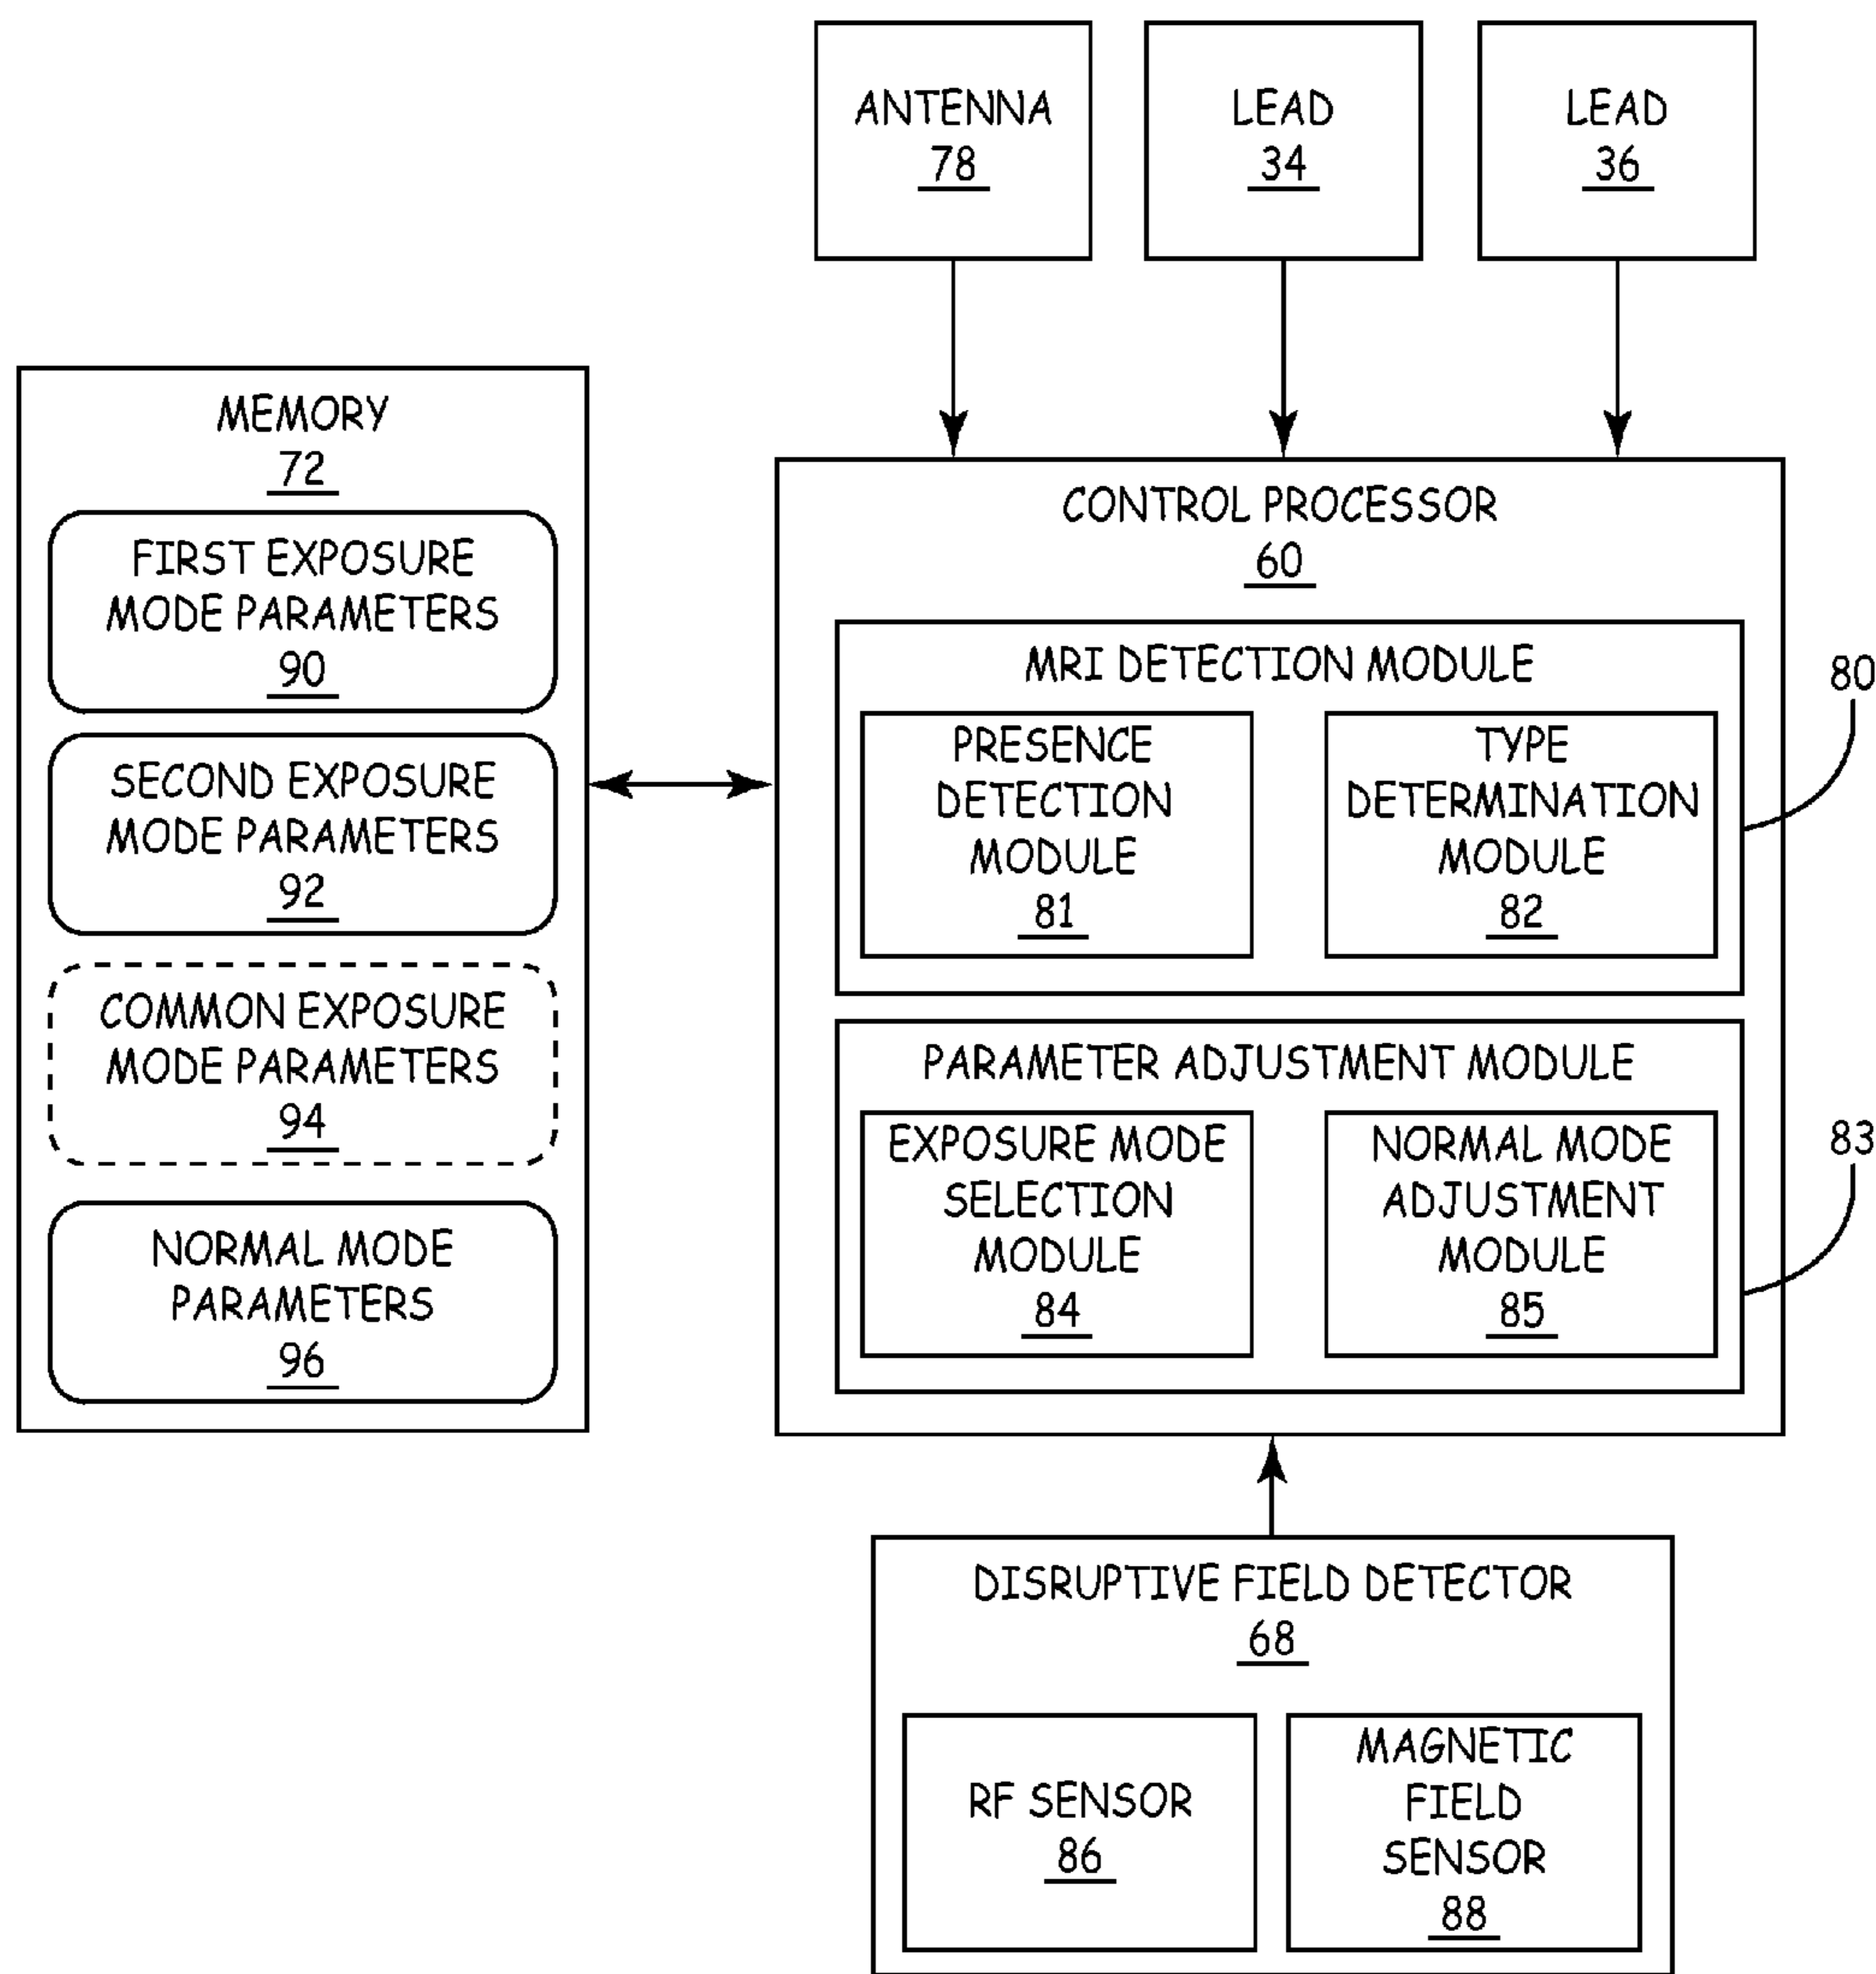 ANTENNA
78
LEAD
34
LEAD
36
MEMORY
72
FIRST EXPOSURE
MODE PARAMETERS
90
SECOND EXPOSURE
MODE PARAMETERS
92
COMMON EXPOSURE
MODE PARAMETERS
94
NORMAL MODE
PARAMETERS
96
CONTROL PROCESSOR
60
MRI DETECTION MODULE
PRESENCE
DETECTION
MODULE
81
TYPE
DETERMINATION
MODULE
82
80
PARAMETER ADJUSTMENT MODULE
EXPOSURE MODE
SELECTION
MODULE
84
NORMAL MODE
ADJUSTMENT
MODULE
85
83
DISRUPTIVE FIELD DETECTOR
68
RF SENSOR
86
MAGNETIC
FIELD
SENSOR
88